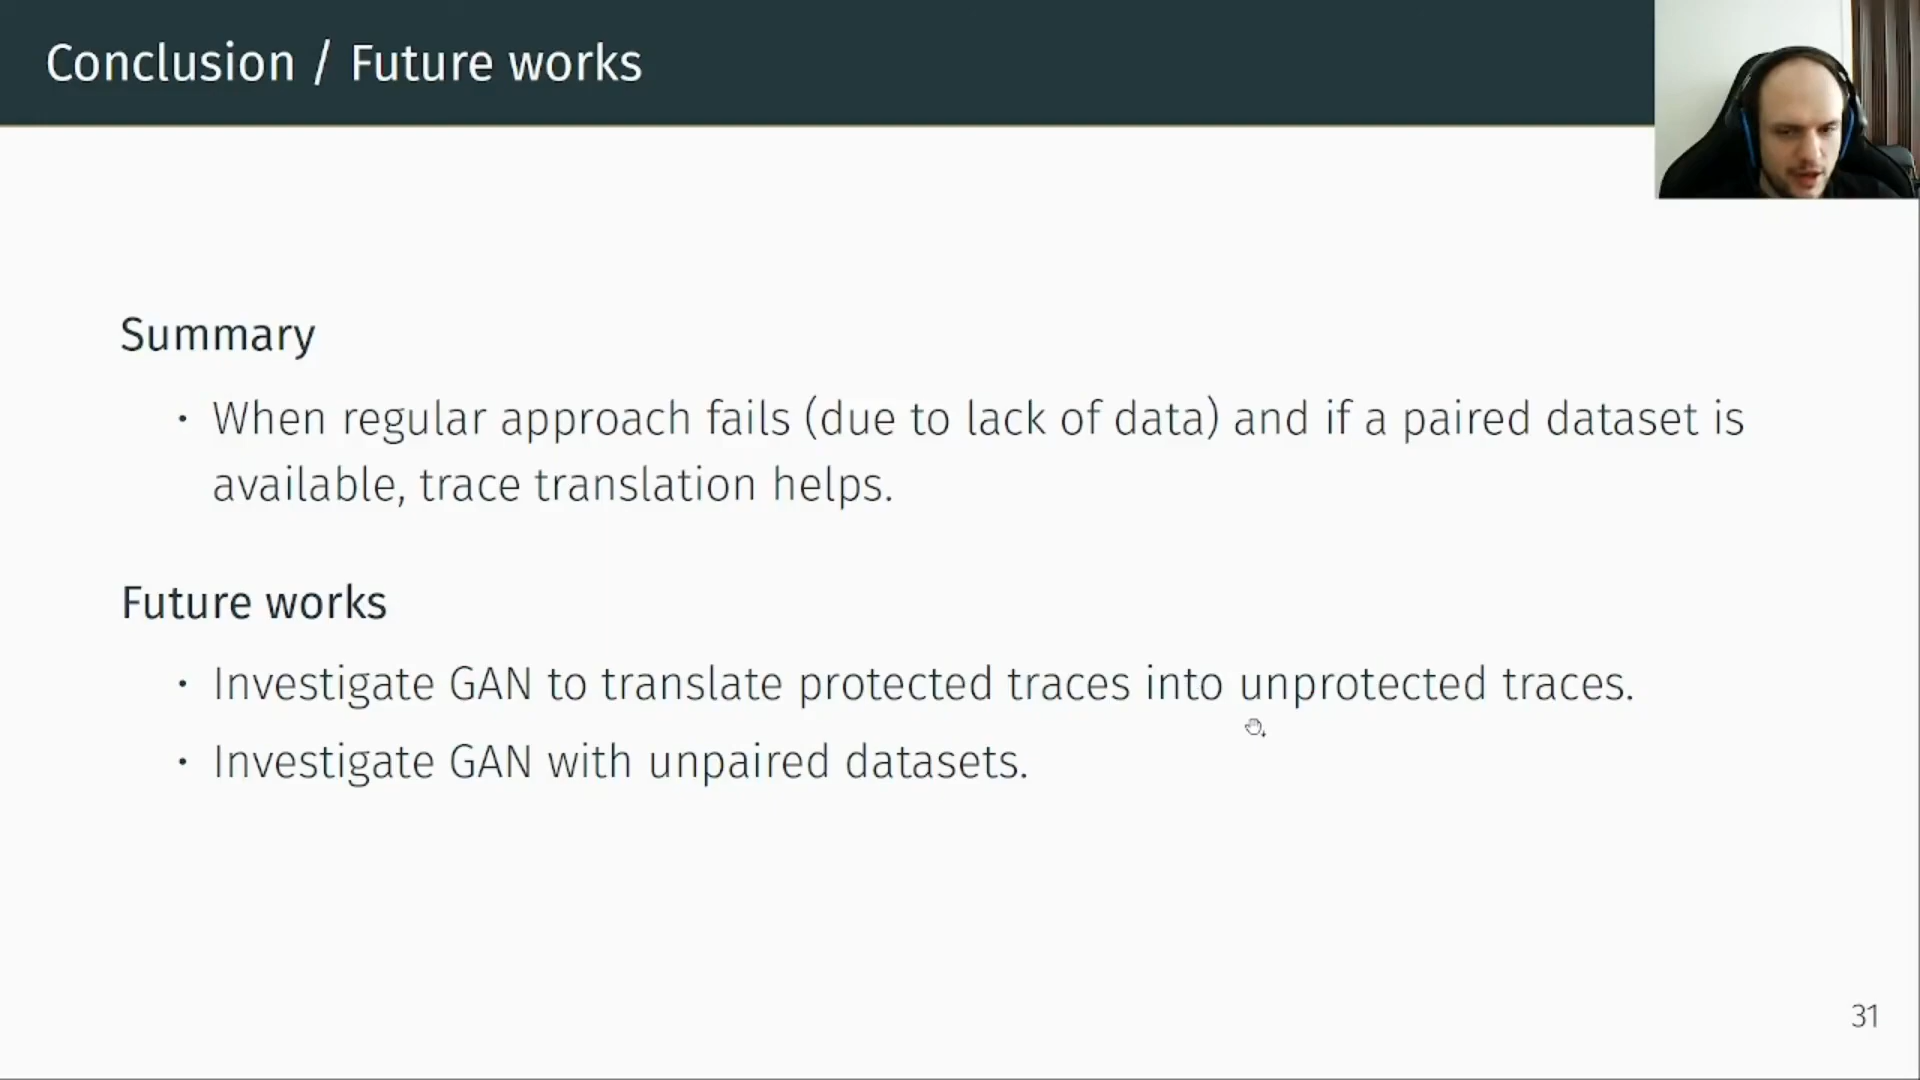 Conclusion / Future works
Summary
• When regular approach fails (due to lack of data) and if a paired dataset is
available, trace translation helps.
Future works
• Investigate GAN to translate protected traces into unprotected traces.
• Investigate GAN with unpaired datasets.
31